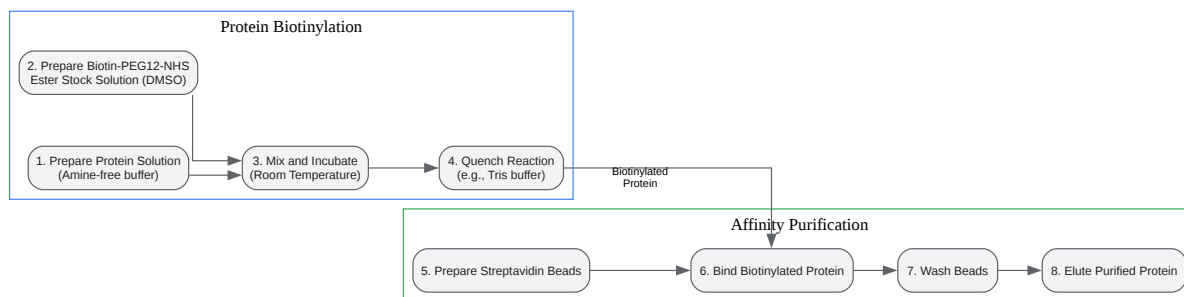 Protein Biotinylation
2. Prepare Biotin-PEG12-NHS
Ester Stock Solution (DMSO)
1. Prepare Protein Solution
(Amine-free buffer)
3. Mix and Incubate
(Room Temperature)
4. Quench Reaction
(e.g., Tris buffer)
Biotinylated
Protein
Affinity Purification
5. Prepare Streptavidin Beads
6. Bind Biotinylated Protein
7. Wash Beads
8. Elute Purified Protein